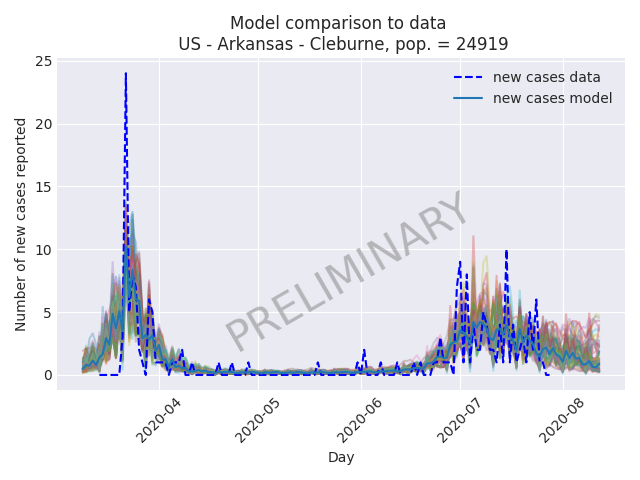 Model comparison to data
US - Arkansas - Cleburne, pop. = 24919
new cases data
new cases model
Number of new cases reported
25
20
15
10
5
0
PRELIMINARY
2020-04
2020-05
2020-06
2020-07
2020-08
Day